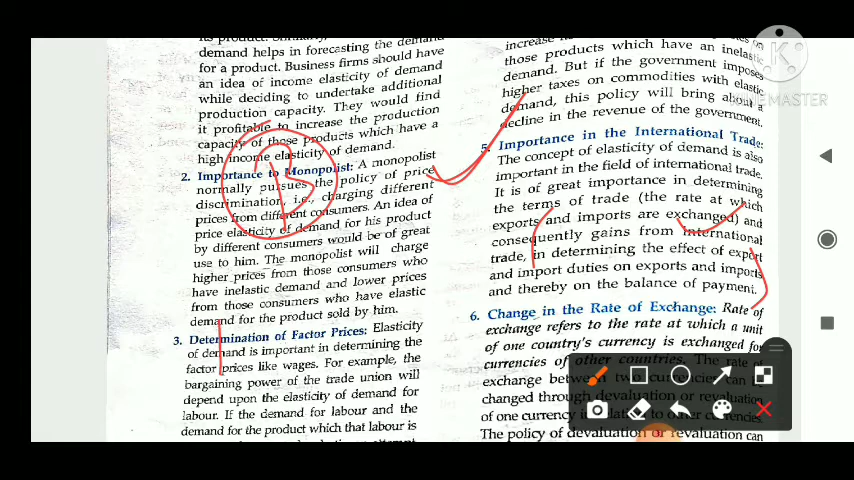 its product. Similarly,
demand helps in forecasting the demand
for a product. Business firms should have
an idea of income elasticity of demand
while deciding to undertake additional
production capacity. They would find
it profitable to increase the production
capacity of those products which have a
high income elasticity of demand.
2. Importance to Monopolist: A monopolist
normally pursues the policy of price
discrimination, i.e., charging different
prices from different consumers. An idea of
price elasticity of demand for his product
by different consumers would be of great
use to him. The monopolist will charge
higher prices from those consumers who
have inelastic demand and lower prices
from those consumers who have elastic
demand for the product sold by him.
3. Determination of Factor Prices: Elasticity
of demand is important in determining the
factor prices like wages. For example, the
bargaining power of the trade union will
depend upon the elasticity of demand for
labour. If the demand for labour and the
demand for the product which that labour is
increase
those products which have an inelastic
demand. But if the government imposes
higher taxes on commodities with elastic
demand, this policy will bring about a
decline in the revenue of the government.
5. Importance in the International Trade:
The concept of elasticity of demand is also
important in the field of international trade.
It is of great importance in determining
the terms of trade (the rate at which
exports and imports are exchanged) and
consequently gains from international
trade, in determining the effect of export
and import duties on exports and imports
and thereby on the balance of payment.
6. Change in the Rate of Exchange: Rate of
exchange refers to the rate at which a unit
of one country's currency is exchanged for
currencies of other countries. The rate of
exchange between two currencies can be
changed through devaluation or revaluation
of one currency in relation to other currencies.
The policy of devaluation or revaluation can
B
K
KINEMASTER